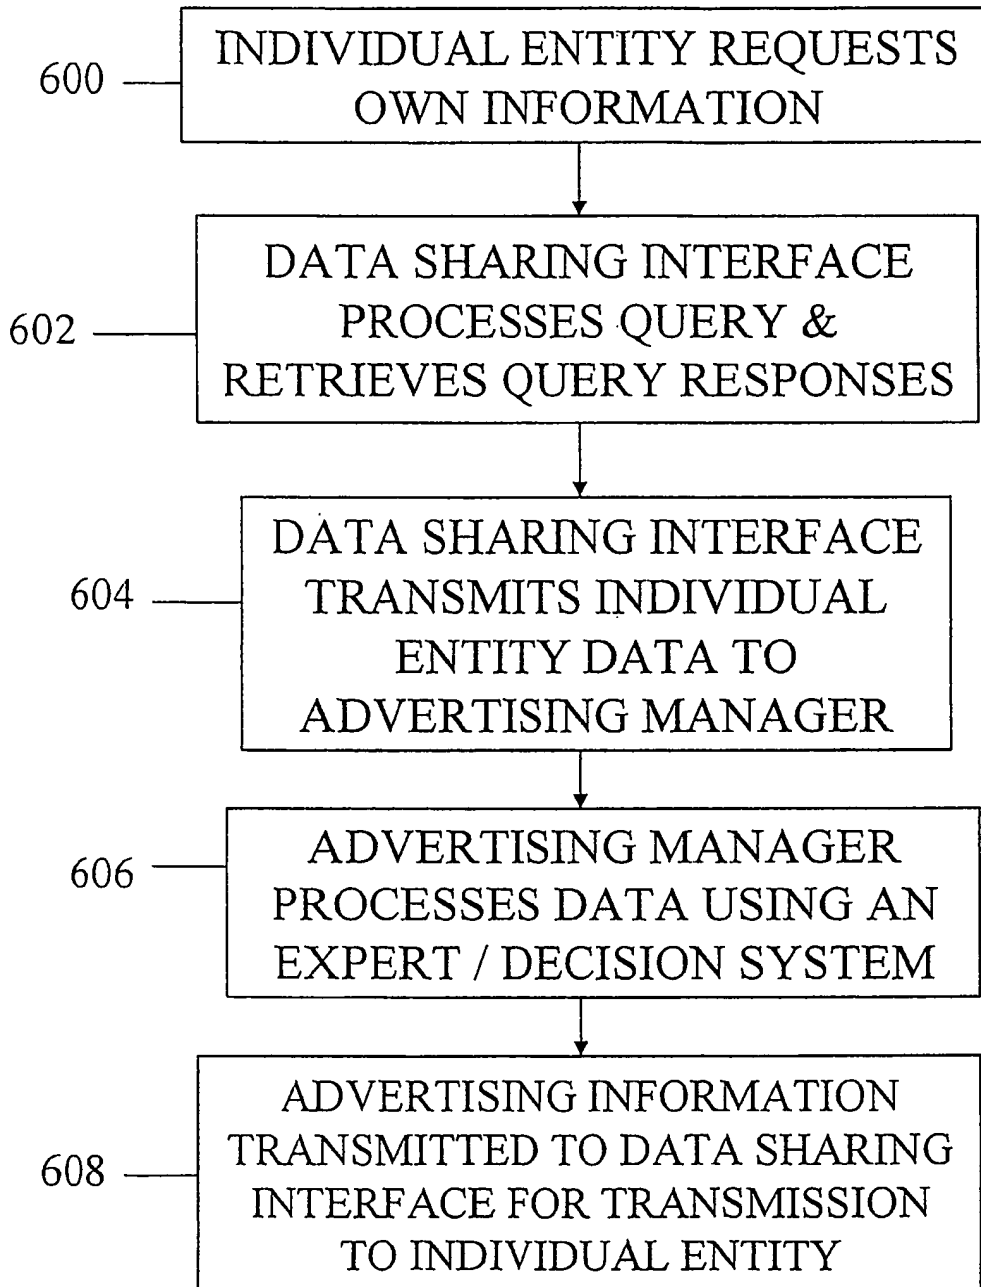 600
INDIVIDUAL ENTITY REQUESTS
OWN INFORMATION
602
DATA SHARING INTERFACE
PROCESSES QUERY &
RETRIEVES QUERY RESPONSES
604
DATA SHARING INTERFACE
TRANSMITS INDIVIDUAL
ENTITY DATA TO
ADVERTISING MANAGER
606
ADVERTISING MANAGER
PROCESSES DATA USING AN
EXPERT / DECISION SYSTEM
608
ADVERTISING INFORMATION
TRANSMITTED TO DATA SHARING
INTERFACE FOR TRANSMISSION
TO INDIVIDUAL ENTITY